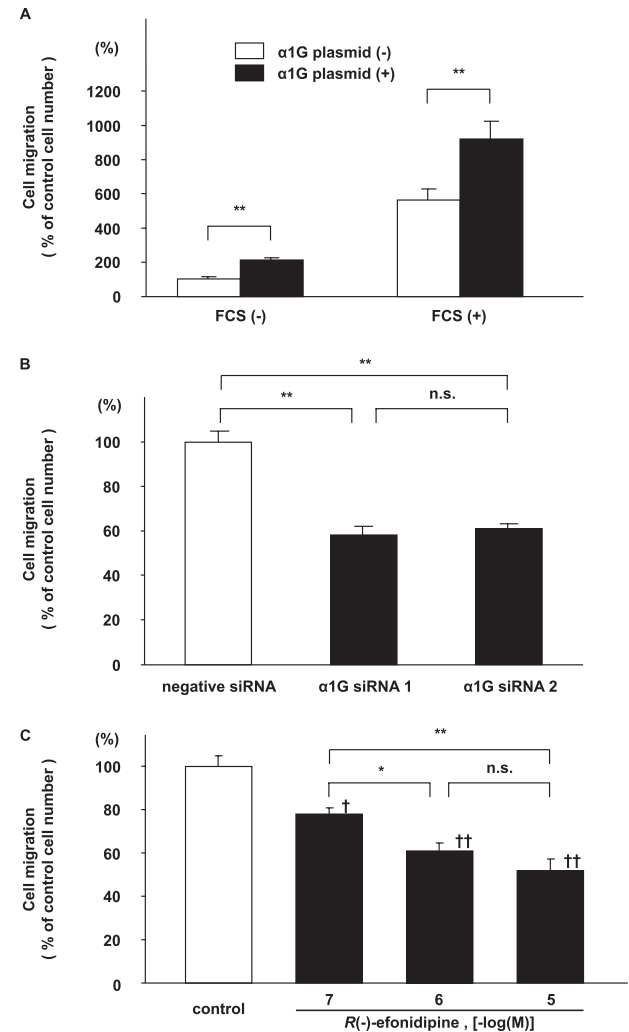 A
(%)
α1G plasmid (-)
α1G plasmid (+)
**
**
1200
1000
800
600
400
200
0
Cell migration
( % of control cell number )
FCS (-)
FCS (+)
B
(%)
**
**
n.s.
100
80
60
40
20
0
Cell migration
( % of control cell number )
negative siRNA
α1G siRNA 1
α1G siRNA 2
C
(%)
**
*
n.s.
†
††
††
100
80
60
40
20
0
Cell migration
( % of control cell number )
control
7
6
5
R(-)-efonidipine , [-log(M)]